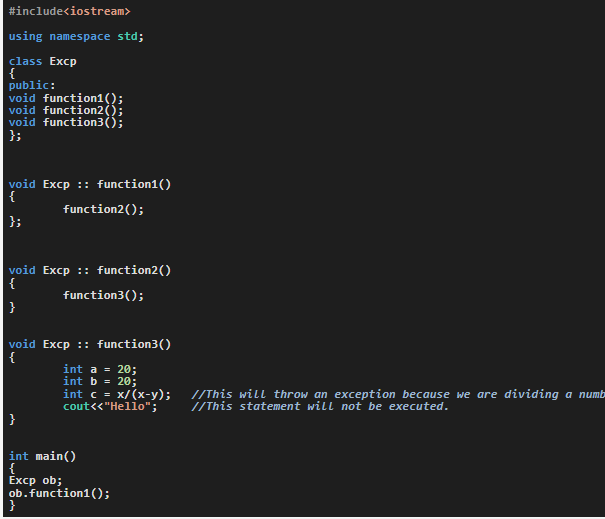 #include<iostream>
using namespace std;
class Excp
{
public:
void function1();
void function2();
void function3();
};
void Excp :: function1()
{
function2();
};
void Excp :: function2()
{
function3();
}
void Excp :: function3()
{
int a = 20;
int b = 20;
int c = x/(x-y);   //This will throw an exception because we are dividing a numb
cout<<"Hello";     //This statement will not be executed.
}
int main()
{
Excp ob;
ob.function1();
}